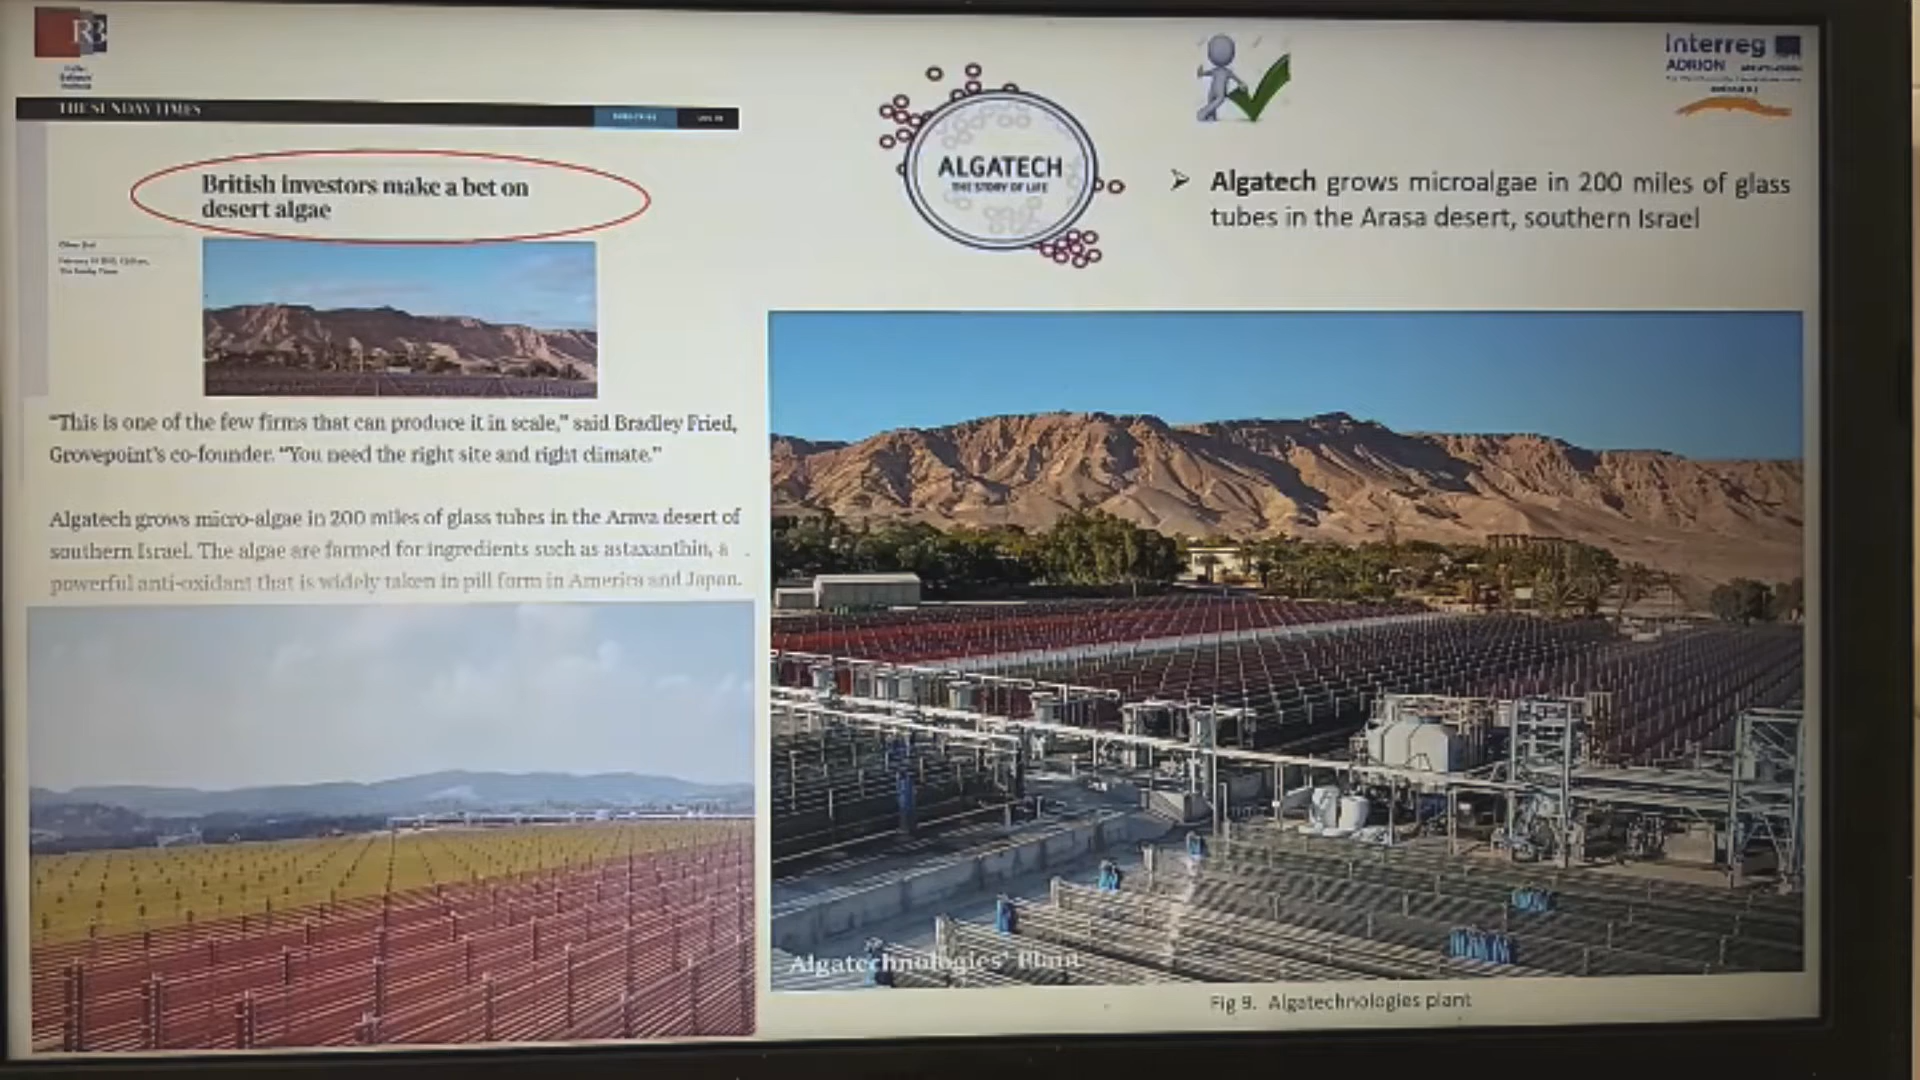 RB
THE SUNDAY TIMES
British investors make a bet on
desert algae
"This is one of the few firms that can produce it in scale," said Bradley Fried,
Grovepoint's co-founder. "You need the right site and right climate."
Algatech grows micro-algae in 200 miles of glass tubes in the Arava desert of
southern Israel. The algae are farmed for ingredients such as astaxanthin, a
powerful anti-oxidant that is widely taken in pill form in America and Japan.
ALGATECH
THE STORY OF LIFE
Interreg
ADRION
➢ Algatech grows microalgae in 200 miles of glass
tubes in the Arasa desert, southern Israel
Algatechnologies' Plant
Fig 9. Algatechnologies plant